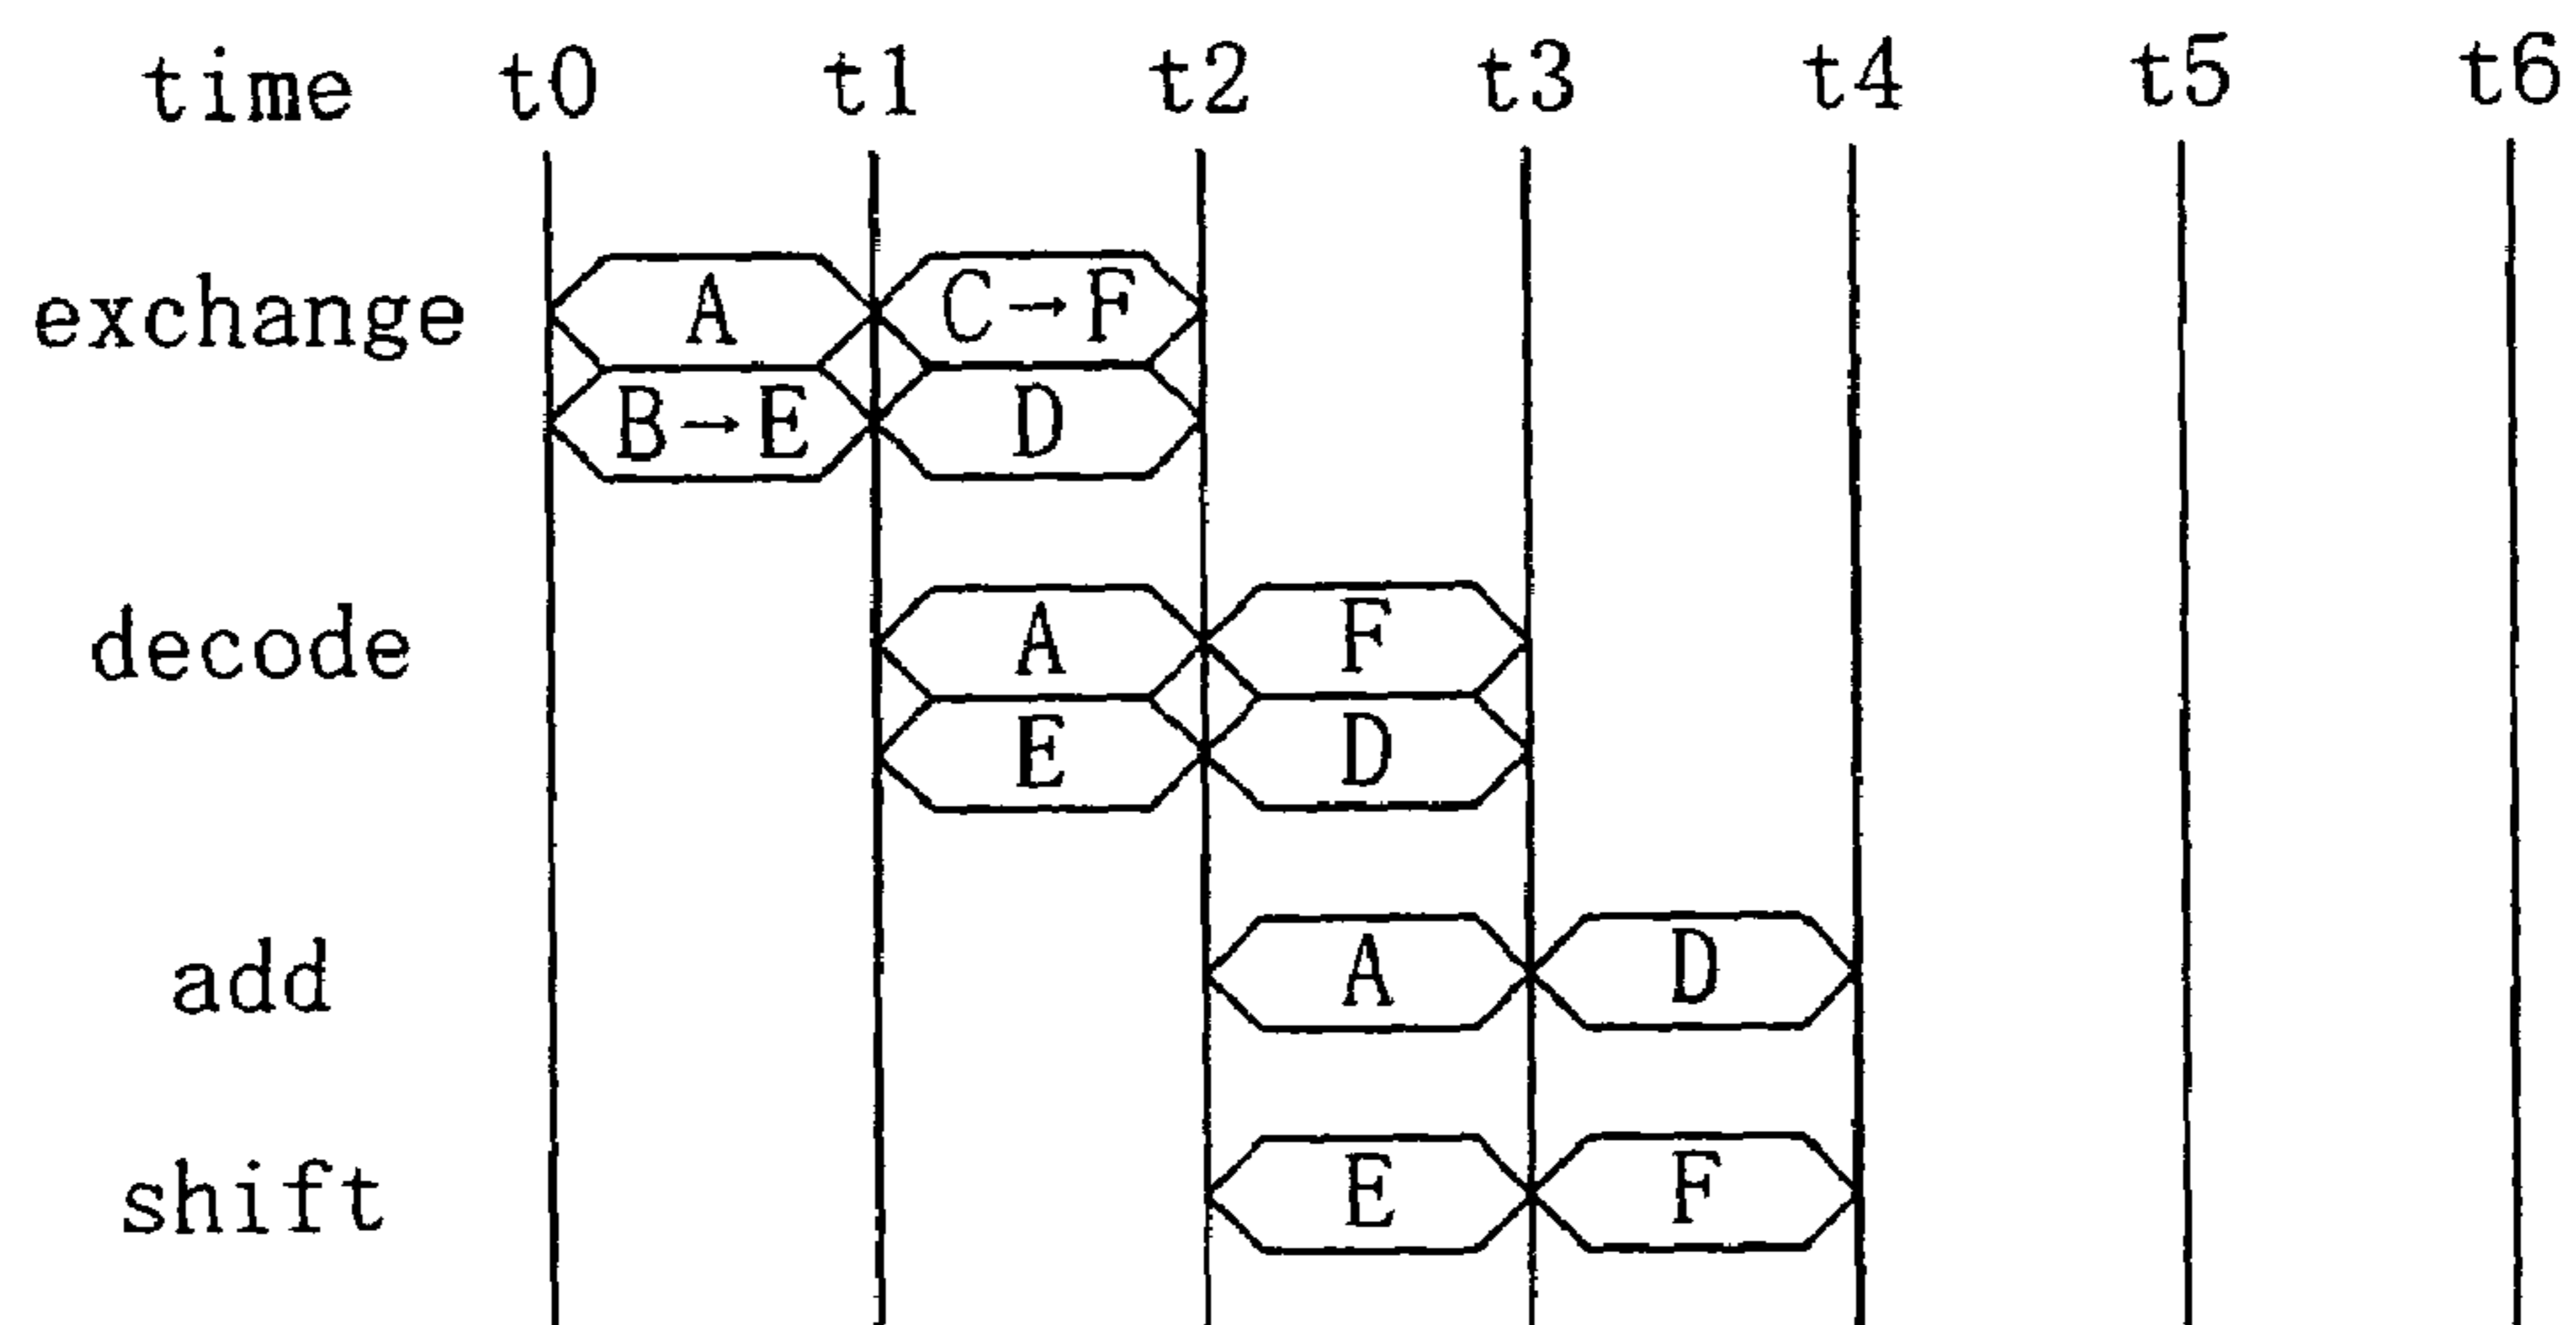 time t0 t1 t2 t3 t4 t5 t6
exchange A C→F
B→E D
decode A F
E D
add A D
shift E F